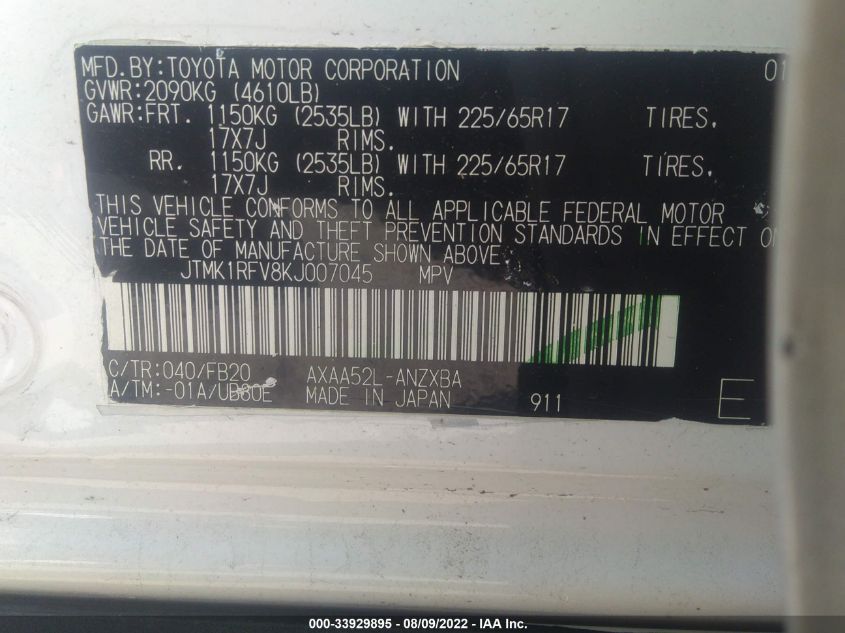 MFD.BY:TOYOTA MOTOR CORPORATION 01
GVWR:2090KG (4610LB)
GAWR:FRT. 1150KG (2535LB) WITH 225/65R17 TIRES,
17X7J RIMS.
RR. 1150KG (2535LB) WITH 225/65R17 TIRES,
17X7J RIMS.
THIS VEHICLE CONFORMS TO ALL APPLICABLE FEDERAL MOTOR
VEHICLE SAFETY AND THEFT PREVENTION STANDARDS IN EFFECT
THE DATE OF MANUFACTURE SHOWN ABOVE.
JTMK1RFV8KJ007045 MPV
C/TR:040/FB20 AXAA52L-ANZXBA
A/TM:-01A/UB80E MADE IN JAPAN 911 E
000-33929895 - 08/09/2022 - IAA Inc.